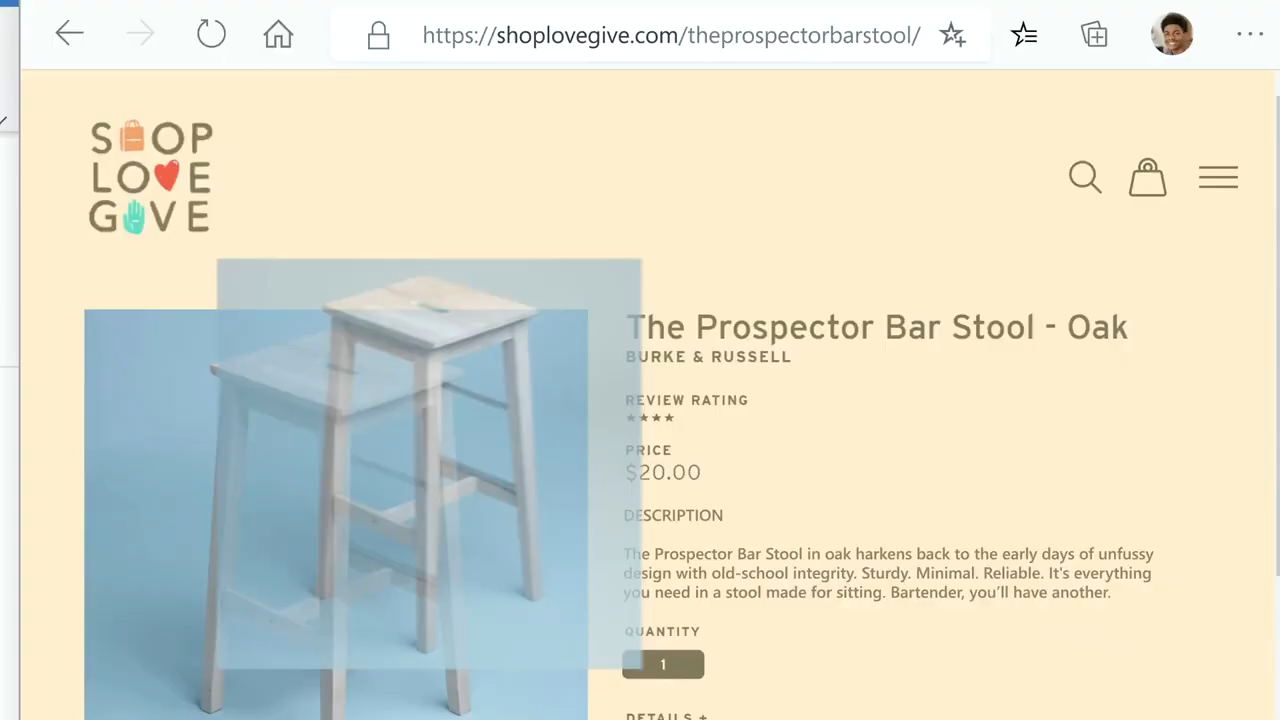 https://shoplovegive.com/theprospectorbarstool/
SHOP
LOVE
GIVE
The Prospector Bar Stool - Oak
BURKE & RUSSELL
REVIEW RATING
★★★★
PRICE
$20.00
DESCRIPTION
The Prospector Bar Stool in oak harkens back to the early days of unfussy
design with old-school integrity. Sturdy. Minimal. Reliable. It's everything
you need in a stool made for sitting. Bartender, you’ll have another.
QUANTITY
1
DETAILS +